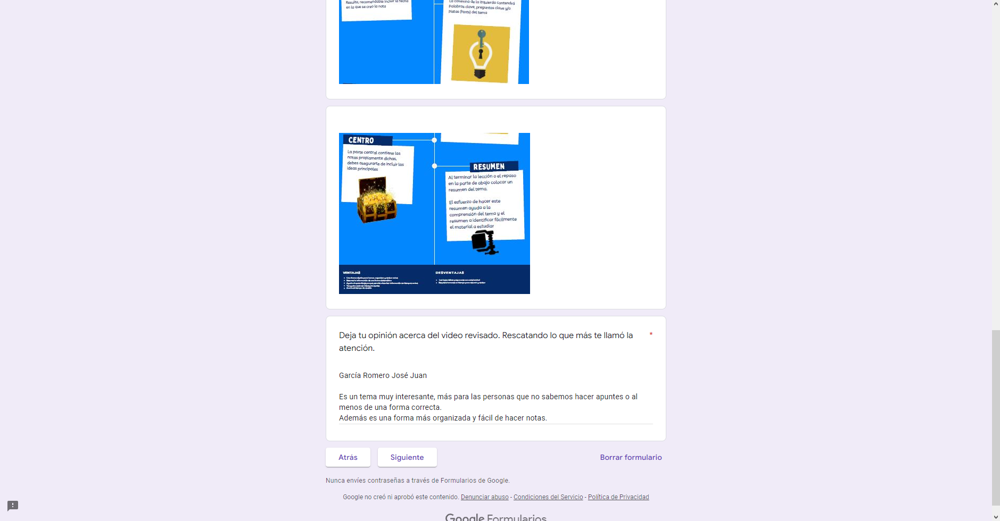 Resulta, recomendable incluir la fecha
en la que se creo la nota
La columna de la izquierda contendrá
Palabras clave, preguntas clave y/o
Pistas (hints) del tema
CENTRO
La parte central contiene las
notas propiamente dichas,
debes asegurarte de incluir las
ideas principales
RESUMEN
Al terminar la lección o el repaso
en la parte de abajo colocar un
resumen del tema.
El esfuerzo de hacer este
resumen ayuda a la
comprensión del tema y el
resumen a identificar fácilmente
el material a estudiar
VENTAJAS
DESVENTAJAS
Deja tu opinión acerca del video revisado. Rescatando lo que más te llamó la *
atención.
García Romero José Juan
Es un tema muy interesante, más para las personas que no sabemos hacer apuntes o al
menos de una forma correcta.
Además es una forma más organizada y fácil de hacer notas.
Atrás
Siguiente
Borrar formulario
Nunca envíes contraseñas a través de Formularios de Google.
Google no creó ni aprobó este contenido. Denunciar abuso - Condiciones del Servicio - Política de Privacidad
Google Formularios